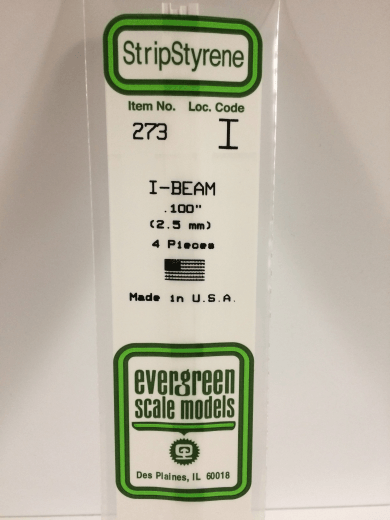 StripStyrene
Item No. Loc. Code
273 I
I-BEAM
.100"
(2.5 mm)
4 Pieces
Made in U.S.A.
evergreen
scale models
Des Plaines, IL 60018